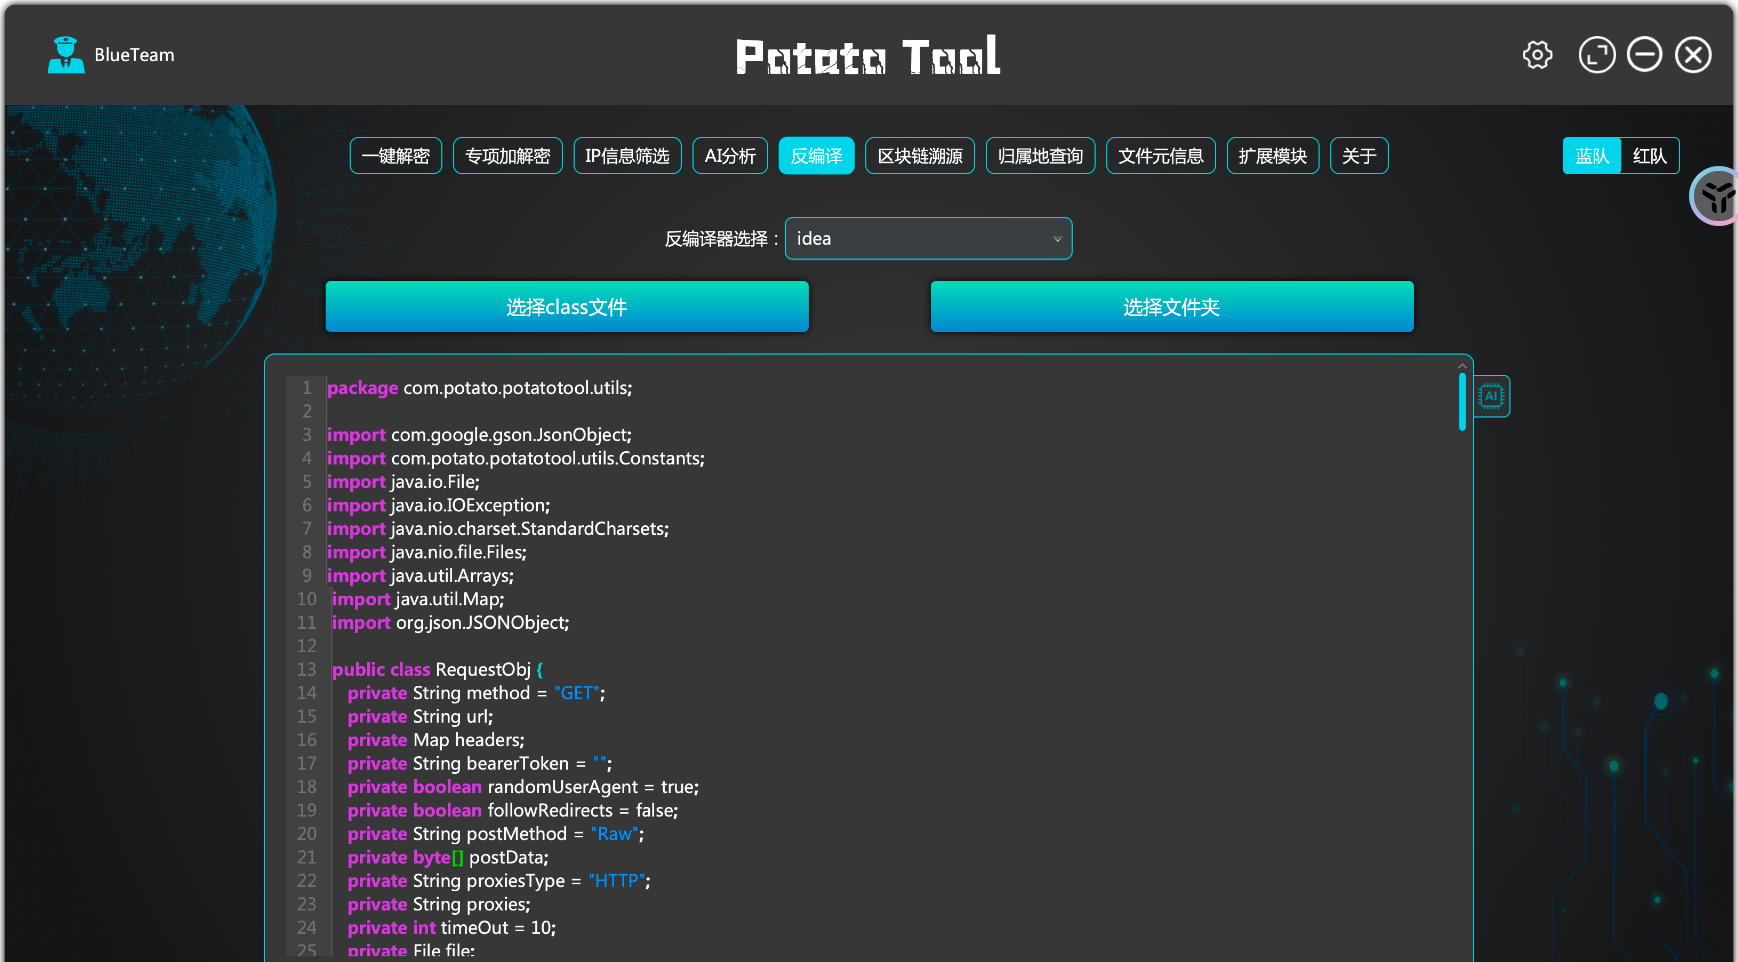 BlueTeam
Potato Tool
一键解密 专项加解密 IP信息筛选 AI分析 反编译 区块链溯源 归属地查询 文件元信息 扩展模块 关于 蓝队 红队
反编译器选择： idea
选择class文件 选择文件夹
AI
1 package com.potato.potatotool.utils;
2
3 import com.google.gson.JsonObject;
4 import com.potato.potatotool.utils.Constants;
5 import java.io.File;
6 import java.io.IOException;
7 import java.nio.charset.StandardCharsets;
8 import java.nio.file.Files;
9 import java.util.Arrays;
10 import java.util.Map;
11 import org.json.JSONObject;
12
13 public class RequestObj {
14 private String method = "GET";
15 private String url;
16 private Map headers;
17 private String bearerToken = "";
18 private boolean randomUserAgent = true;
19 private boolean followRedirects = false;
20 private String postMethod = "Raw";
21 private byte[] postData;
22 private String proxiesType = "HTTP";
23 private String proxies;
24 private int timeOut = 10;
25 private File file;